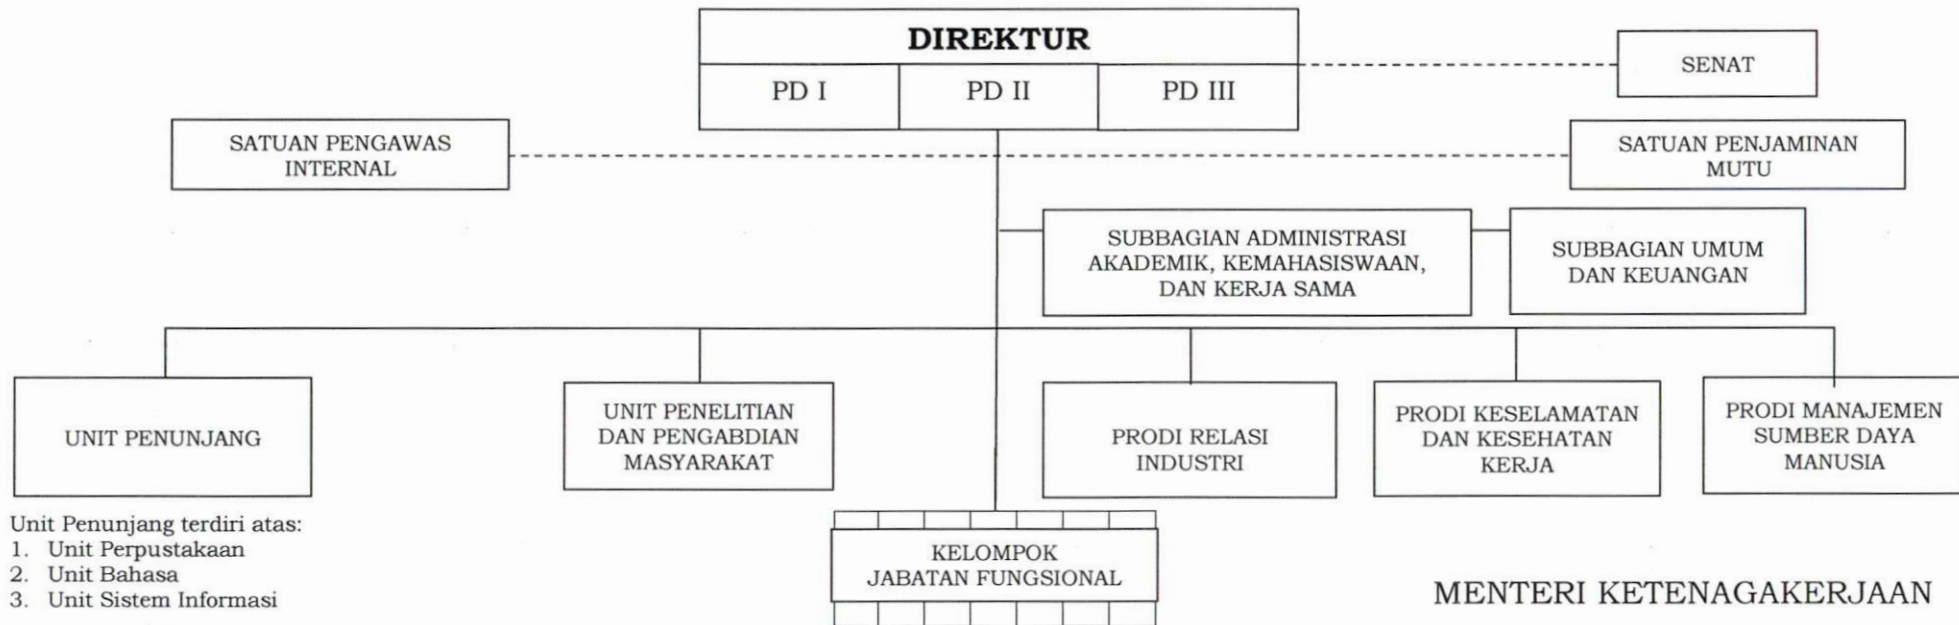 DIREKTUR
PD I
PD II
PD III
SENAT
SATUAN PENGAWAS
INTERNAL
SATUAN PENJAMINAN
MUTU
SUBBAGIAN ADMINISTRASI
AKADEMIK, KEMAHASISWAAN,
DAN KERJA SAMA
SUBBAGIAN UMUM
DAN KEUANGAN
UNIT PENUNJANG
UNIT PENELITIAN
DAN PENGABDIAN
MASYARAKAT
PRODI RELASI
INDUSTRI
PRODI KESELAMATAN
DAN KESEHATAN
KERJA
PRODI MANAJEMEN
SUMBER DAYA
MANUSIA
Unit Penunjang terdiri atas:
1. Unit Perpustakaan
2. Unit Bahasa
3. Unit Sistem Informasi
KELOMPOK
JABATAN FUNGSIONAL
MENTERI KETENAGAKERJAAN